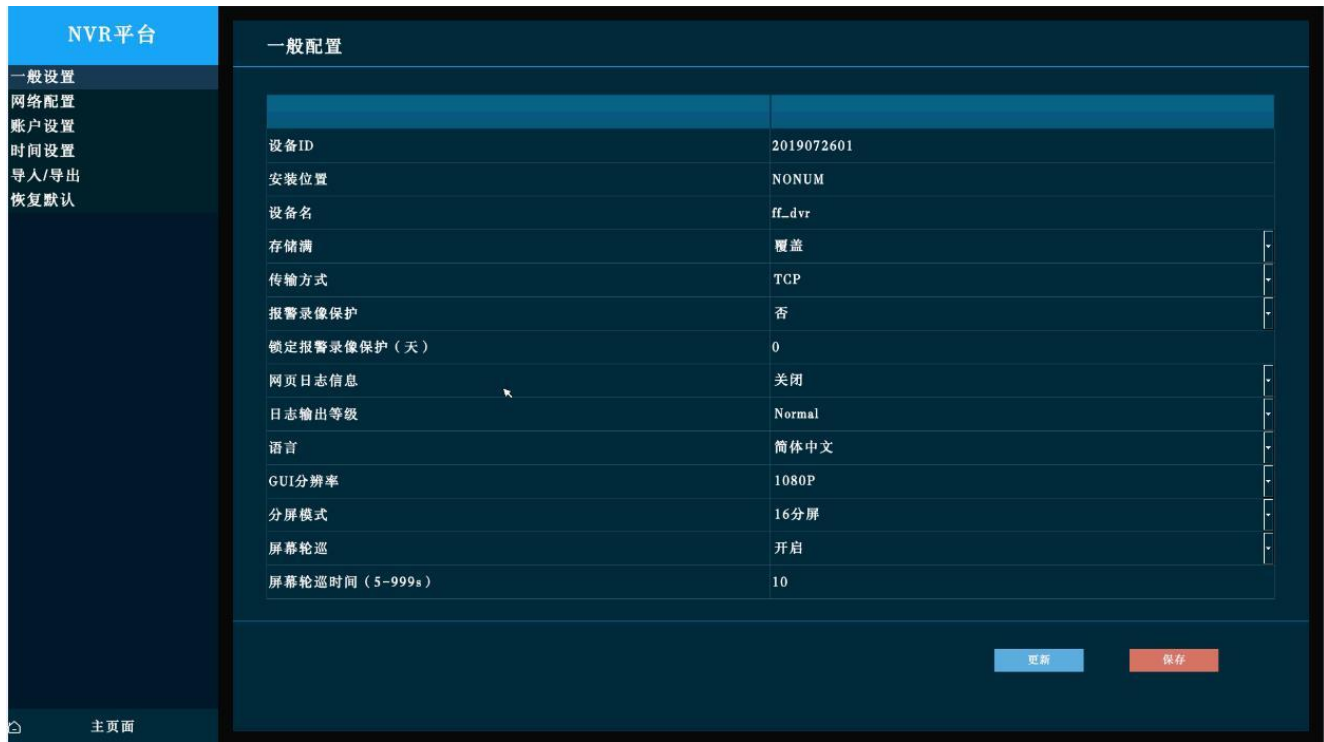 NVR平台
一般设置
网络配置
账户设置
时间设置
导入/导出
恢复默认
主页面
一般配置
设备ID 2019072601
安装位置 NONUM
设备名 ff_dvr
存储满 覆盖
传输方式 TCP
报警录像保护 否
锁定报警录像保护（天） 0
网页日志信息 关闭
日志输出等级 Normal
语言 简体中文
GUI分辨率 1080P
分屏模式 16分屏
屏幕轮巡 开启
屏幕轮巡时间（5-999s） 10
更新 保存